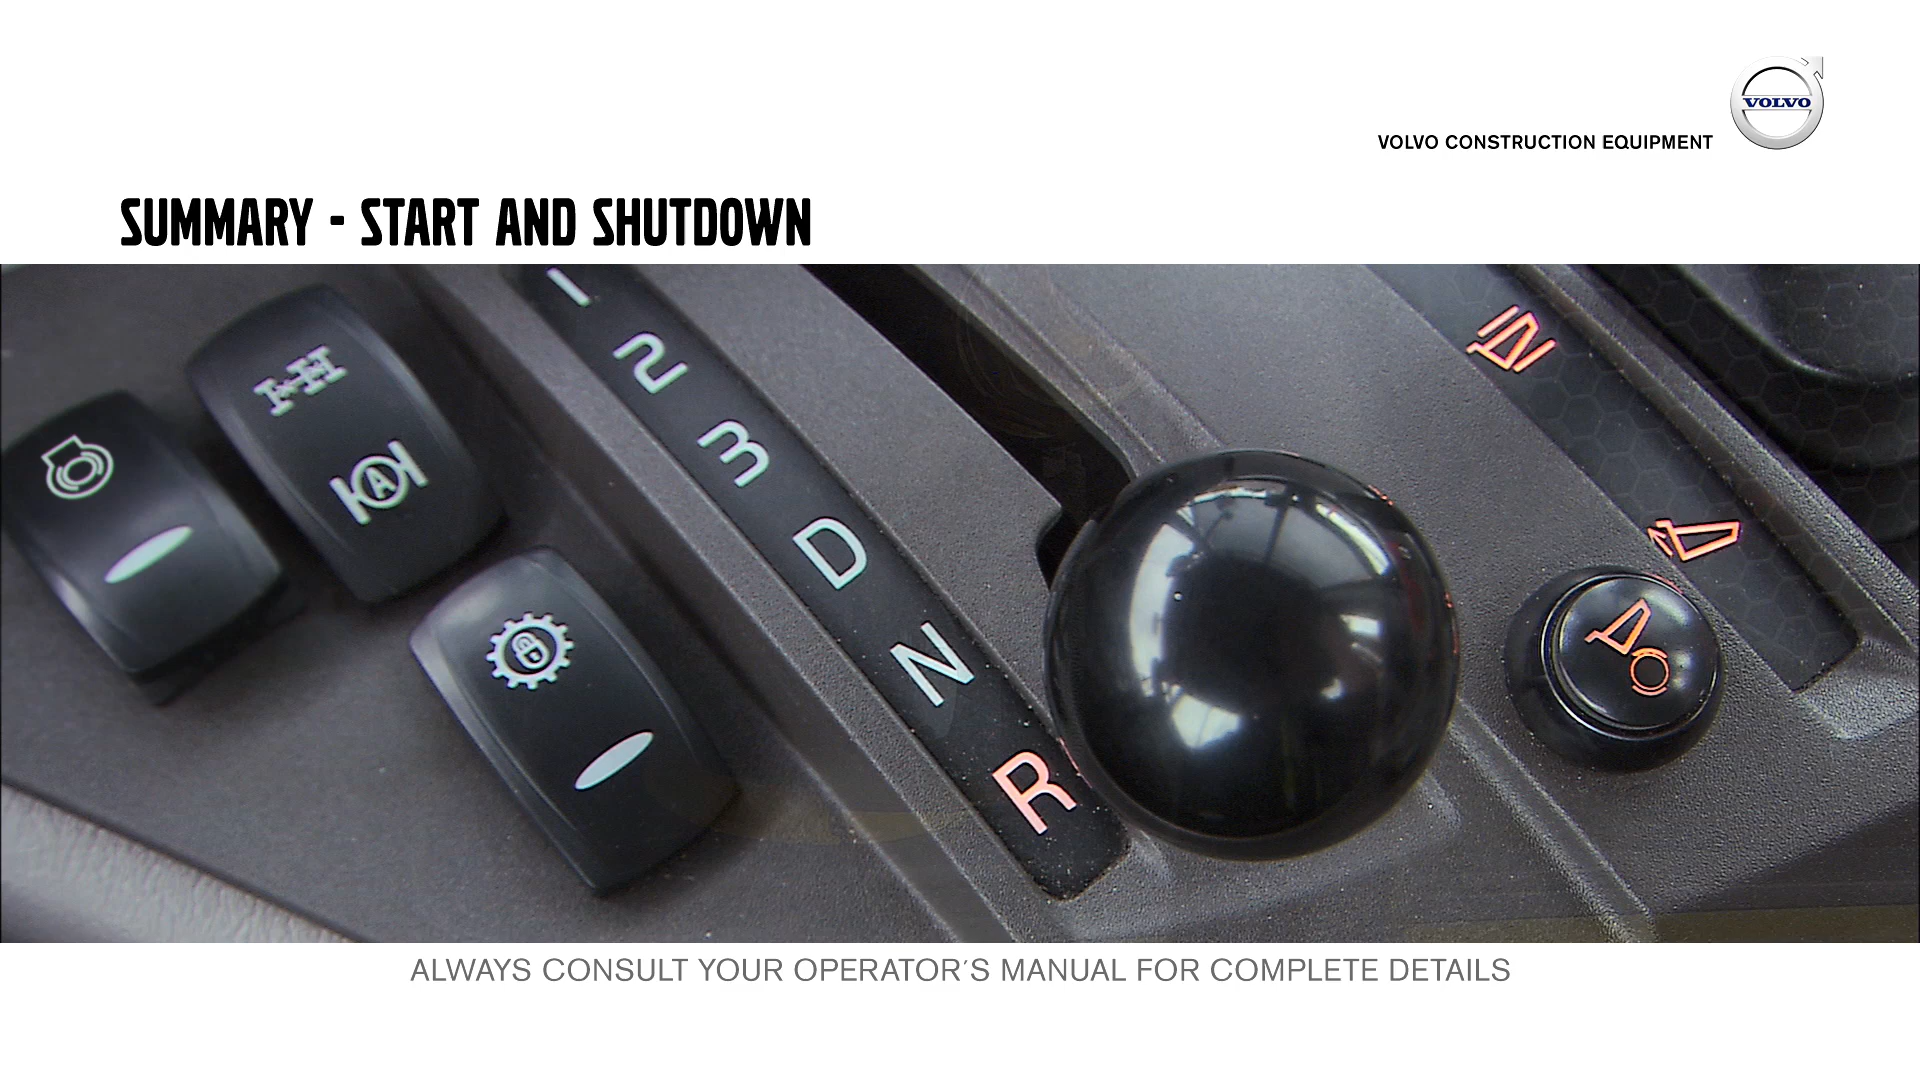 VOLVO
VOLVO CONSTRUCTION EQUIPMENT
SUMMARY - START AND SHUTDOWN
1
2
3
D
N
R
A
ALWAYS CONSULT YOUR OPERATOR´S MANUAL FOR COMPLETE DETAILS